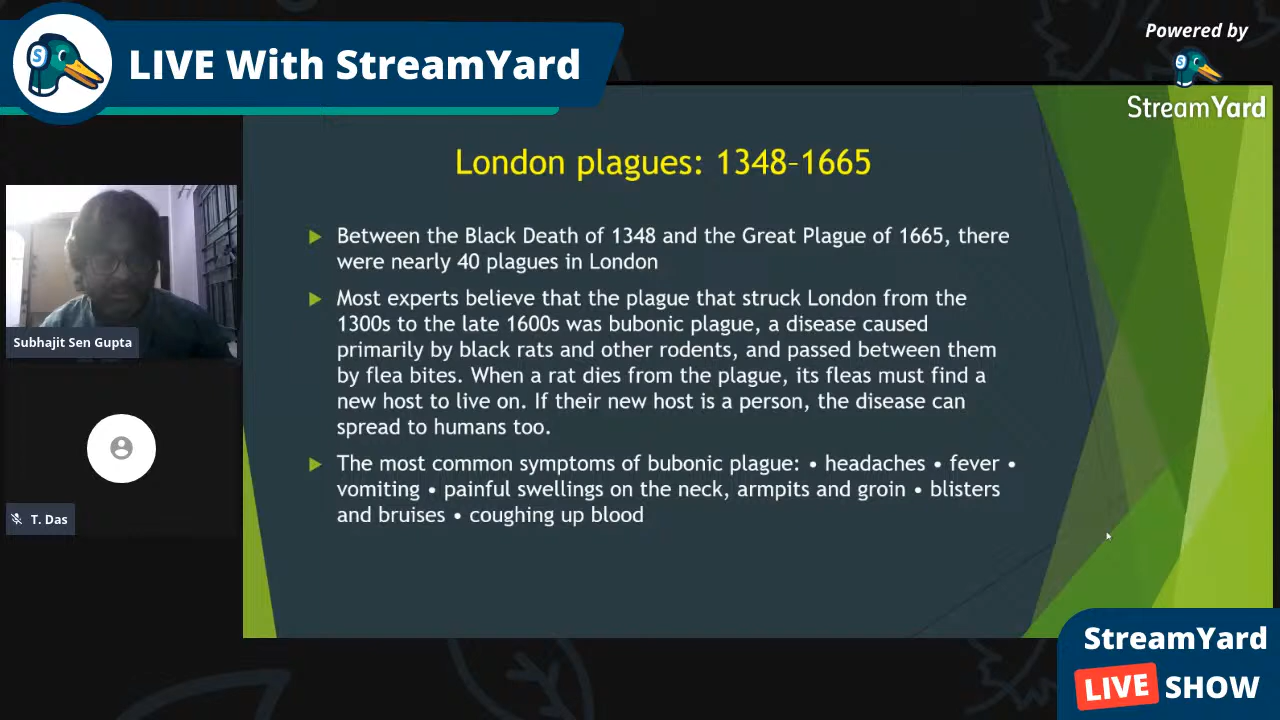 LIVE With StreamYard
Powered by
StreamYard
London plagues: 1348-1665
▶ Between the Black Death of 1348 and the Great Plague of 1665, there
were nearly 40 plagues in London
▶ Most experts believe that the plague that struck London from the
1300s to the late 1600s was bubonic plague, a disease caused
primarily by black rats and other rodents, and passed between them
by flea bites. When a rat dies from the plague, its fleas must find a
new host to live on. If their new host is a person, the disease can
spread to humans too.
▶ The most common symptoms of bubonic plague: • headaches • fever •
vomiting • painful swellings on the neck, armpits and groin • blisters
and bruises • coughing up blood
Subhajit Sen Gupta
T. Das
StreamYard
LIVE SHOW